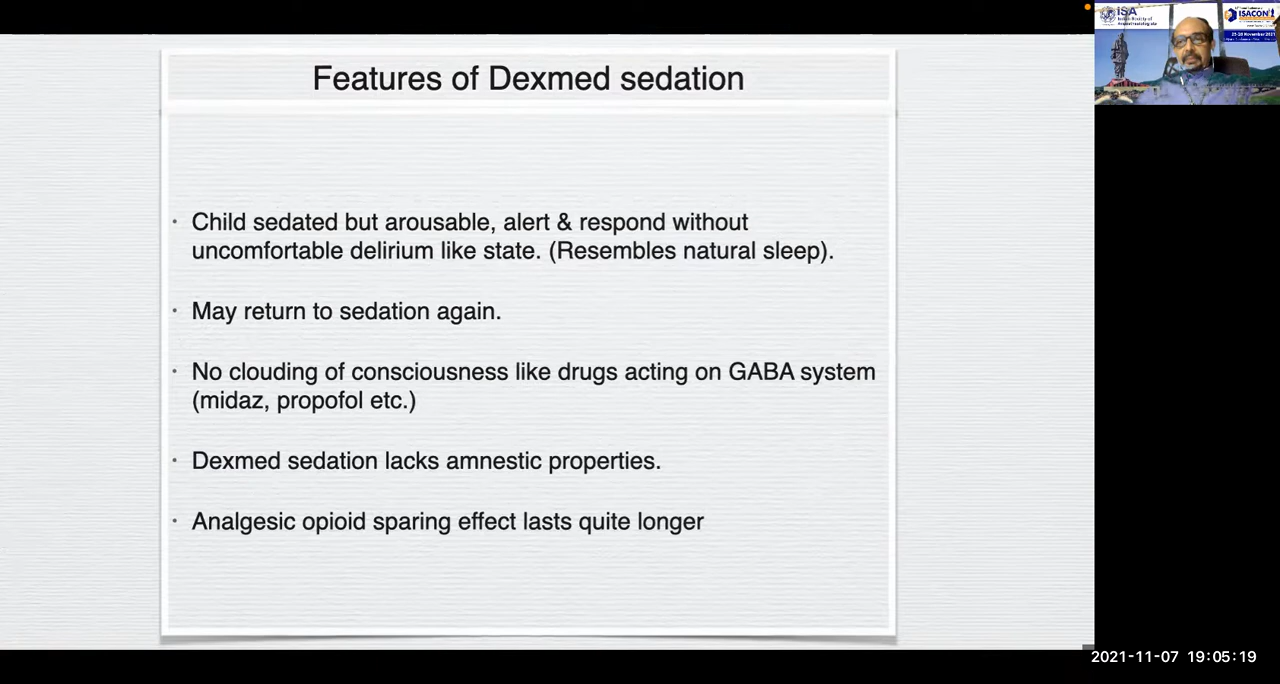 Features of Dexmed sedation
• Child sedated but arousable, alert & respond without
uncomfortable delirium like state. (Resembles natural sleep).
• May return to sedation again.
• No clouding of consciousness like drugs acting on GABA system
(midaz, propofol etc.)
• Dexmed sedation lacks amnestic properties.
• Analgesic opioid sparing effect lasts quite longer
ISA
ISACON
2021-11-07 19:05:19